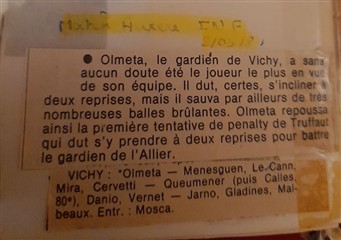 INF
● Olmeta, le gardien de Vichy, a sans
aucun doute été le joueur le plus en vue
de son équipe. Il dut, certes, s'incliner à
deux reprises, mais il sauva par ailleurs de très
nombreuses balles brûlantes. Olmeta repoussa
ainsi la première tentative de penalty de Truffaut
qui dut s'y prendre à deux reprises pour battre
le gardien de l'Allier.
VICHY : *Olmeta — Menesguen, Le Cann,
Mira, Cervetti — Queumener (puis Calles,
80e), Danio, Vernet — Jarno, Gladines, Mal-
beaux. Entr. : Mosca.